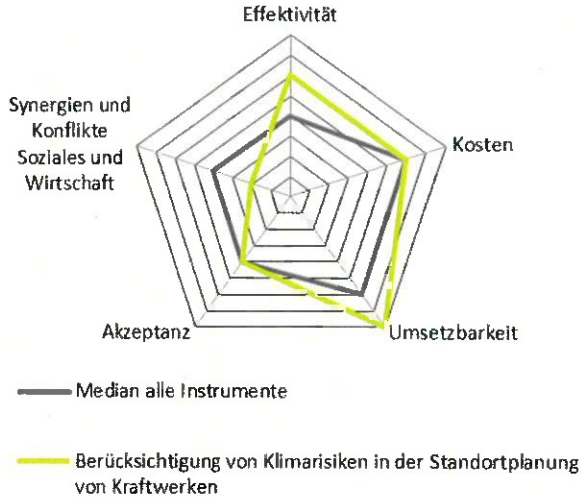 Effektivität
Synergien und
Konflikte
Soziales und
Wirtschaft
Kosten
Akzeptanz
Umsetzbarkeit
Median alle Instrumente
Berücksichtigung von Klimarisiken in der Standortplanung
von Kraftwerken